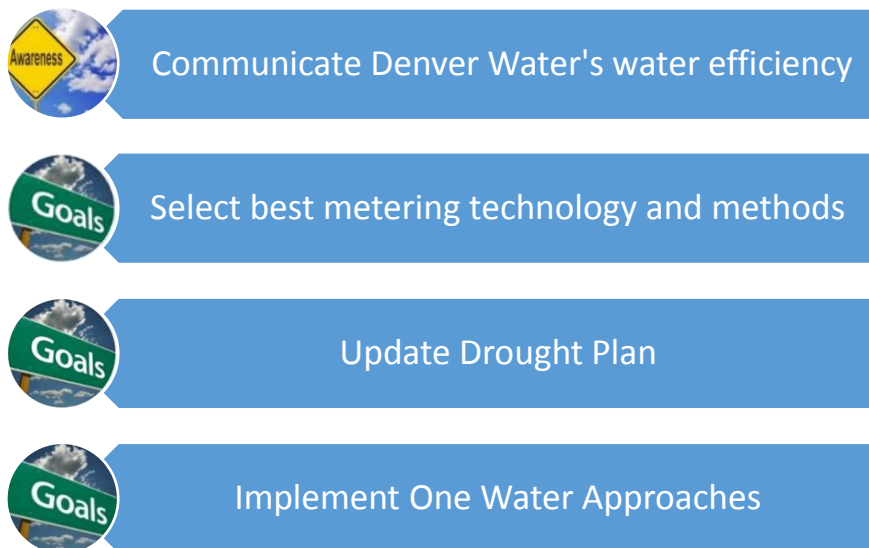 Awareness
Communicate Denver Water's water efficiency
Goals
Select best metering technology and methods
Goals
Update Drought Plan
Goals
Implement One Water Approaches